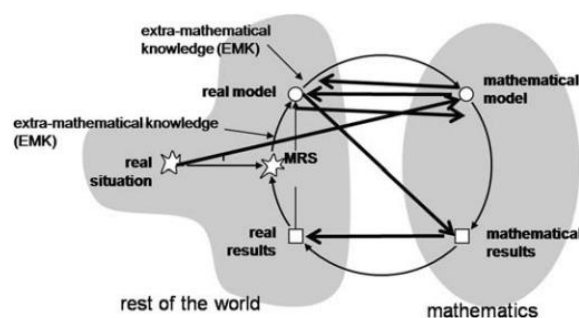 extra-mathematical
knowledge (EMK)
real model
mathematical
model
extra-mathematical knowledge
(EMK)
real
situation
MRS
real
results
mathematical
results
rest of the world
mathematics